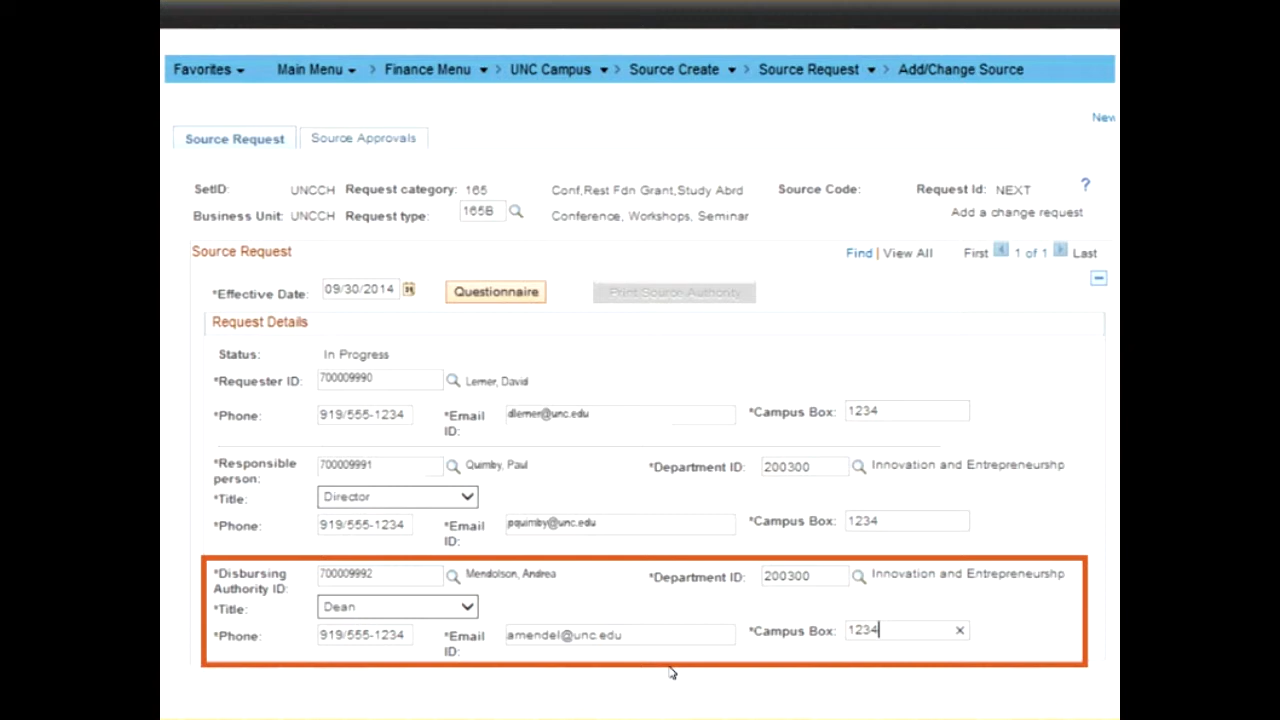 Favorites Main Menu > Finance Menu > UNC Campus > Source Create > Source Request > Add/Change Source
New
Source Request Source Approvals
SetID: UNCCH Request category: 165 Conf,Rest Fdn Grant,Study Abrd Source Code: Request Id: NEXT ?
Business Unit: UNCCH Request type: 165B Conference, Workshops, Seminar Add a change request
Source Request Find | View All First 1 of 1 Last
*Effective Date: 09/30/2014 Questionnaire Print Source Authority
Request Details
Status: In Progress
*Requester ID: 700009990 Lerner, David
*Phone: 919/555-1234 *Email ID: dlerner@unc.edu *Campus Box: 1234
*Responsible person: 700009991 Quimby, Paul *Department ID: 200300 Innovation and Entrepreneurshp
*Title: Director
*Phone: 919/555-1234 *Email ID: pquimby@unc.edu *Campus Box: 1234
*Disbursing Authority ID: 700009992 Mendolson, Andrea *Department ID: 200300 Innovation and Entrepreneurshp
*Title: Dean
*Phone: 919/555-1234 *Email ID: amendel@unc.edu *Campus Box: 1234